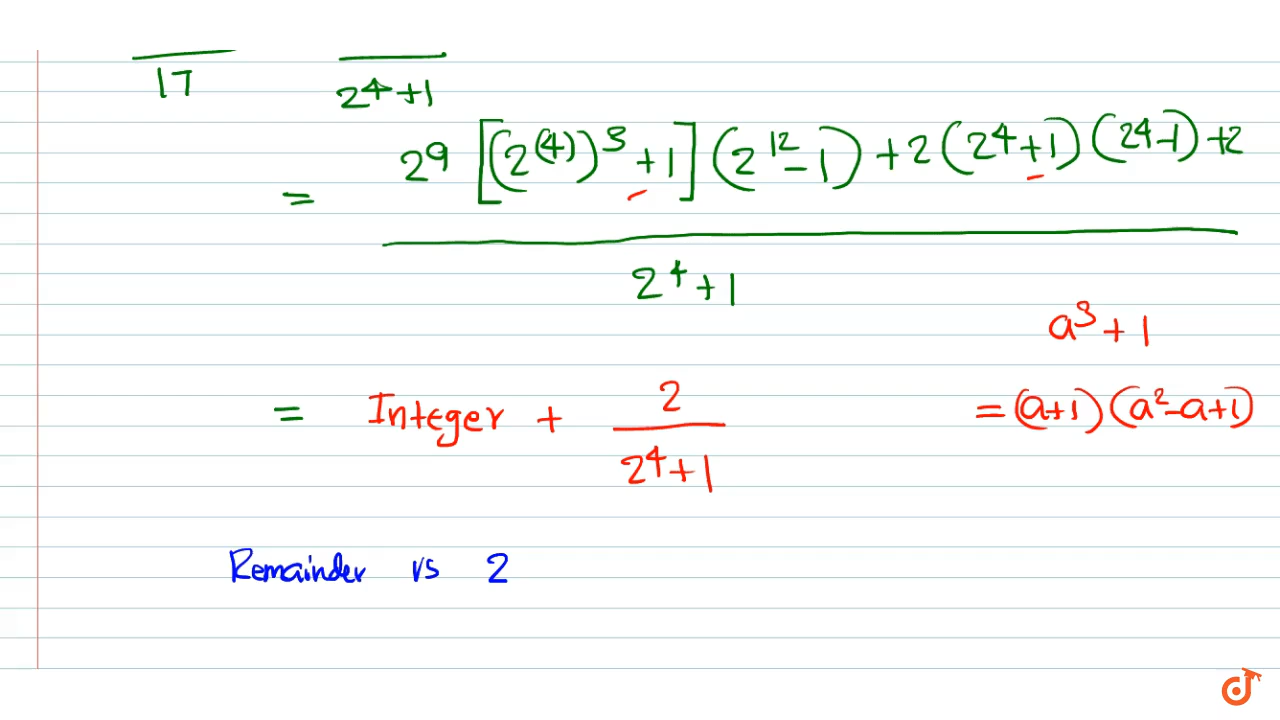 17 2⁴+1
= 2⁹ [(2⁽⁴⁾)³ + 1] (2¹² - 1) + 2 (2⁴+1) (2⁴-1) + 2
2⁴ + 1
a³ + 1
= Integer + 2 / 2⁴+1 = (a+1) (a²-a+1)
Remainder is 2